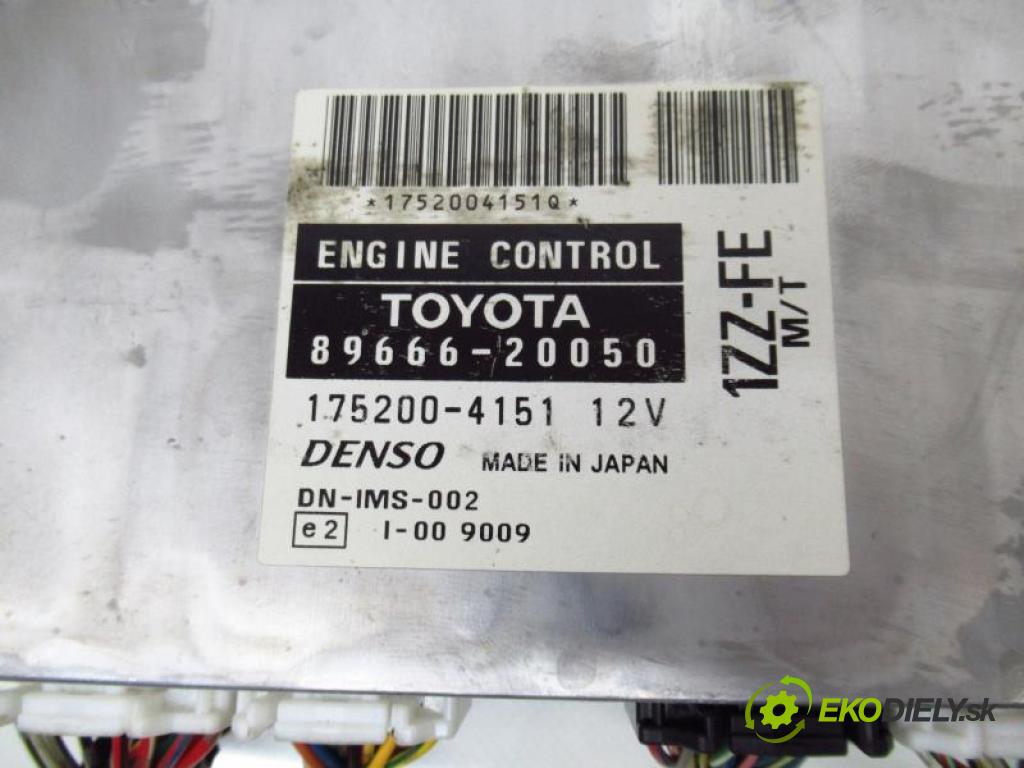 *1752004151Q*
ENGINE CONTROL
TOYOTA
89666-20050
1ZZ-FE
M/T
175200-4151 12V
DENSO MADE IN JAPAN
DN-IMS-002
e2 I-00 9009
EKODIELY.sk